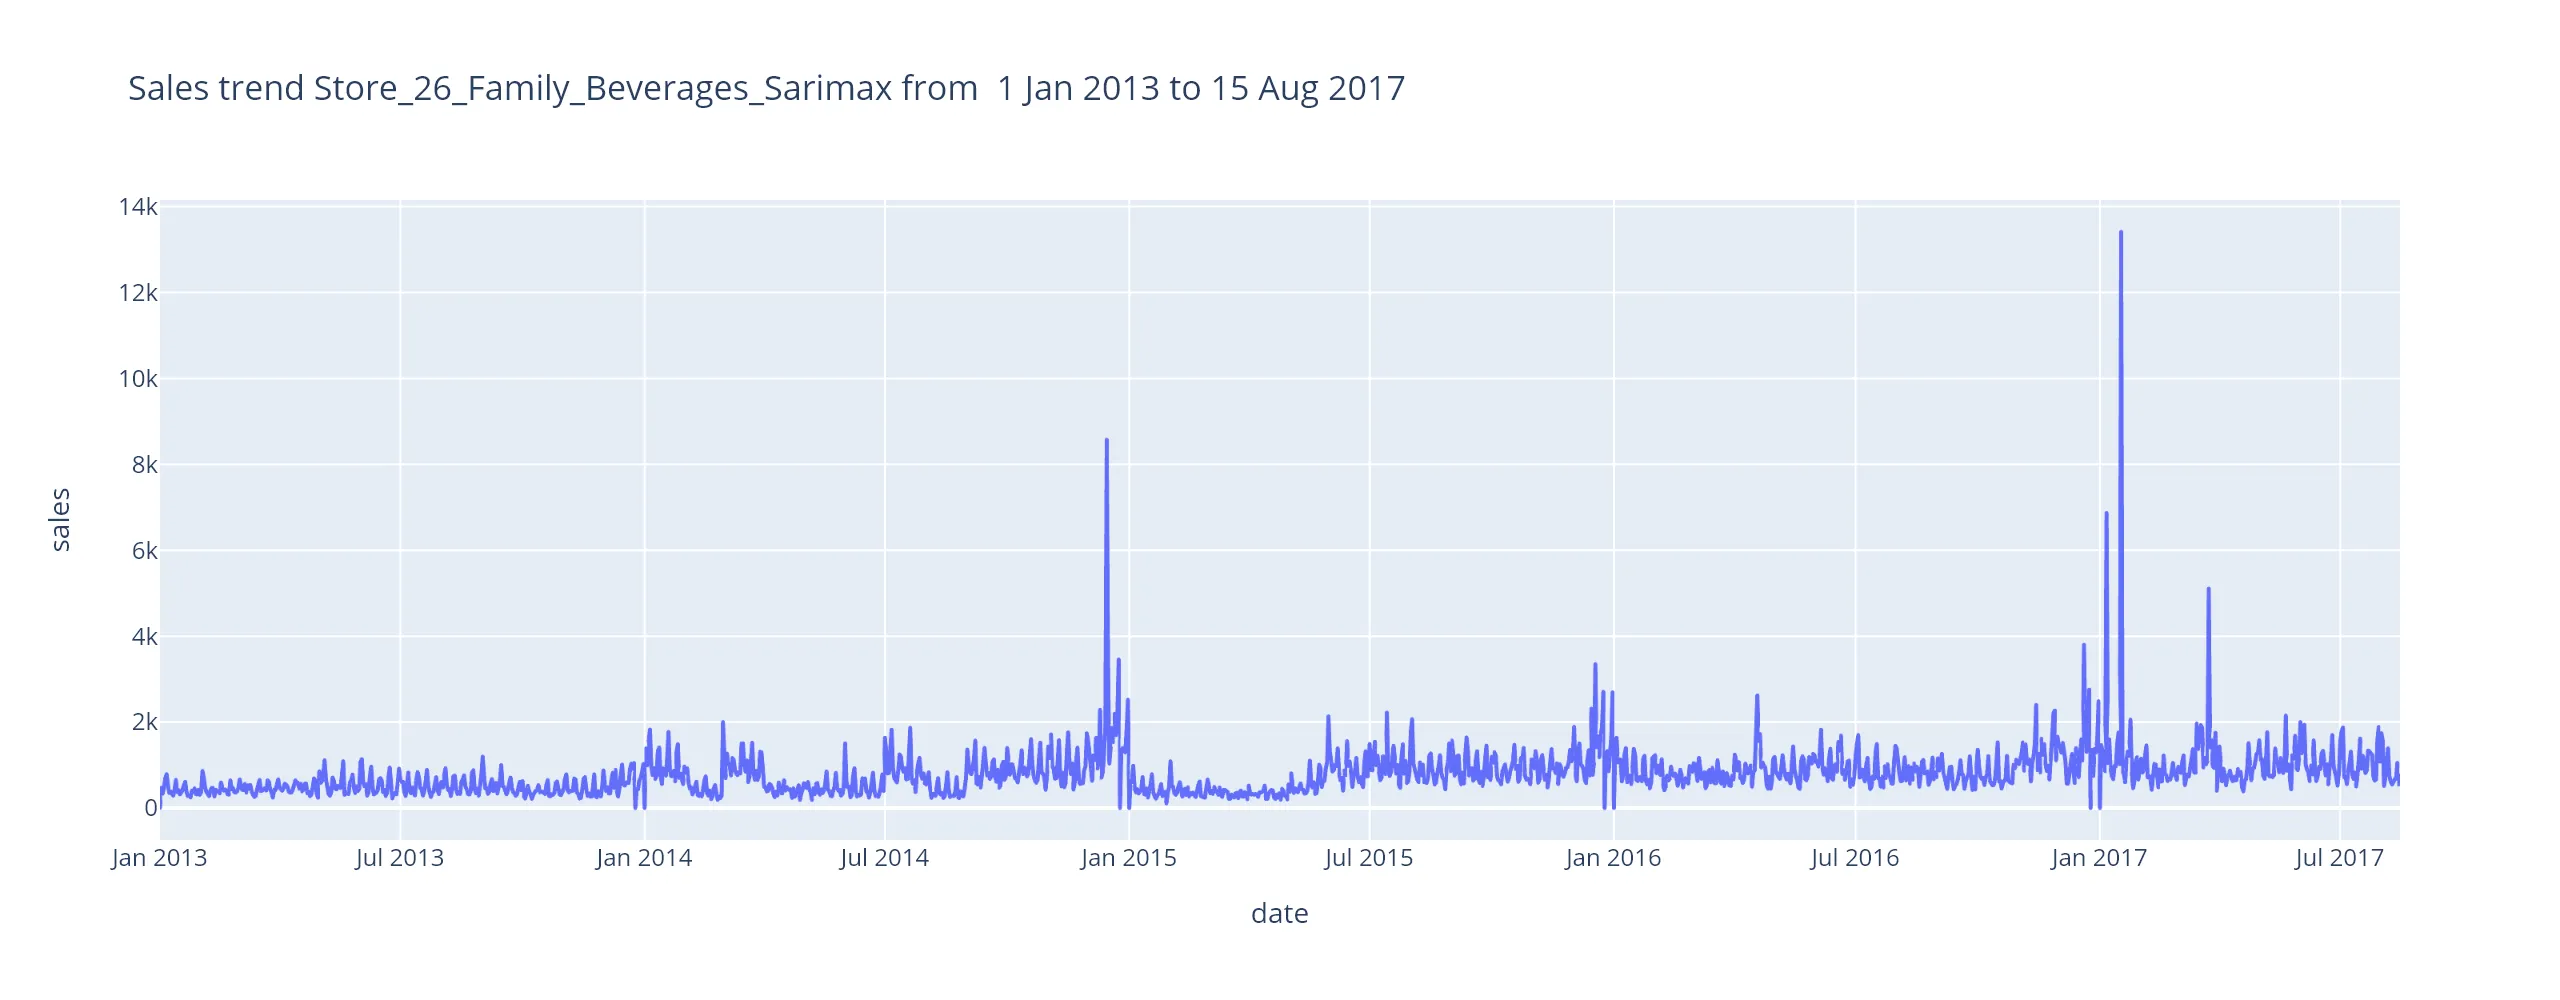 Sales trend Store_26_Family_Beverages_Sarimax from  1 Jan 2013 to 15 Aug 2017
14k
12k
10k
8k
6k
4k
2k
0
sales
Jan 2013 Jul 2013 Jan 2014 Jul 2014 Jan 2015 Jul 2015 Jan 2016 Jul 2016 Jan 2017 Jul 2017
date